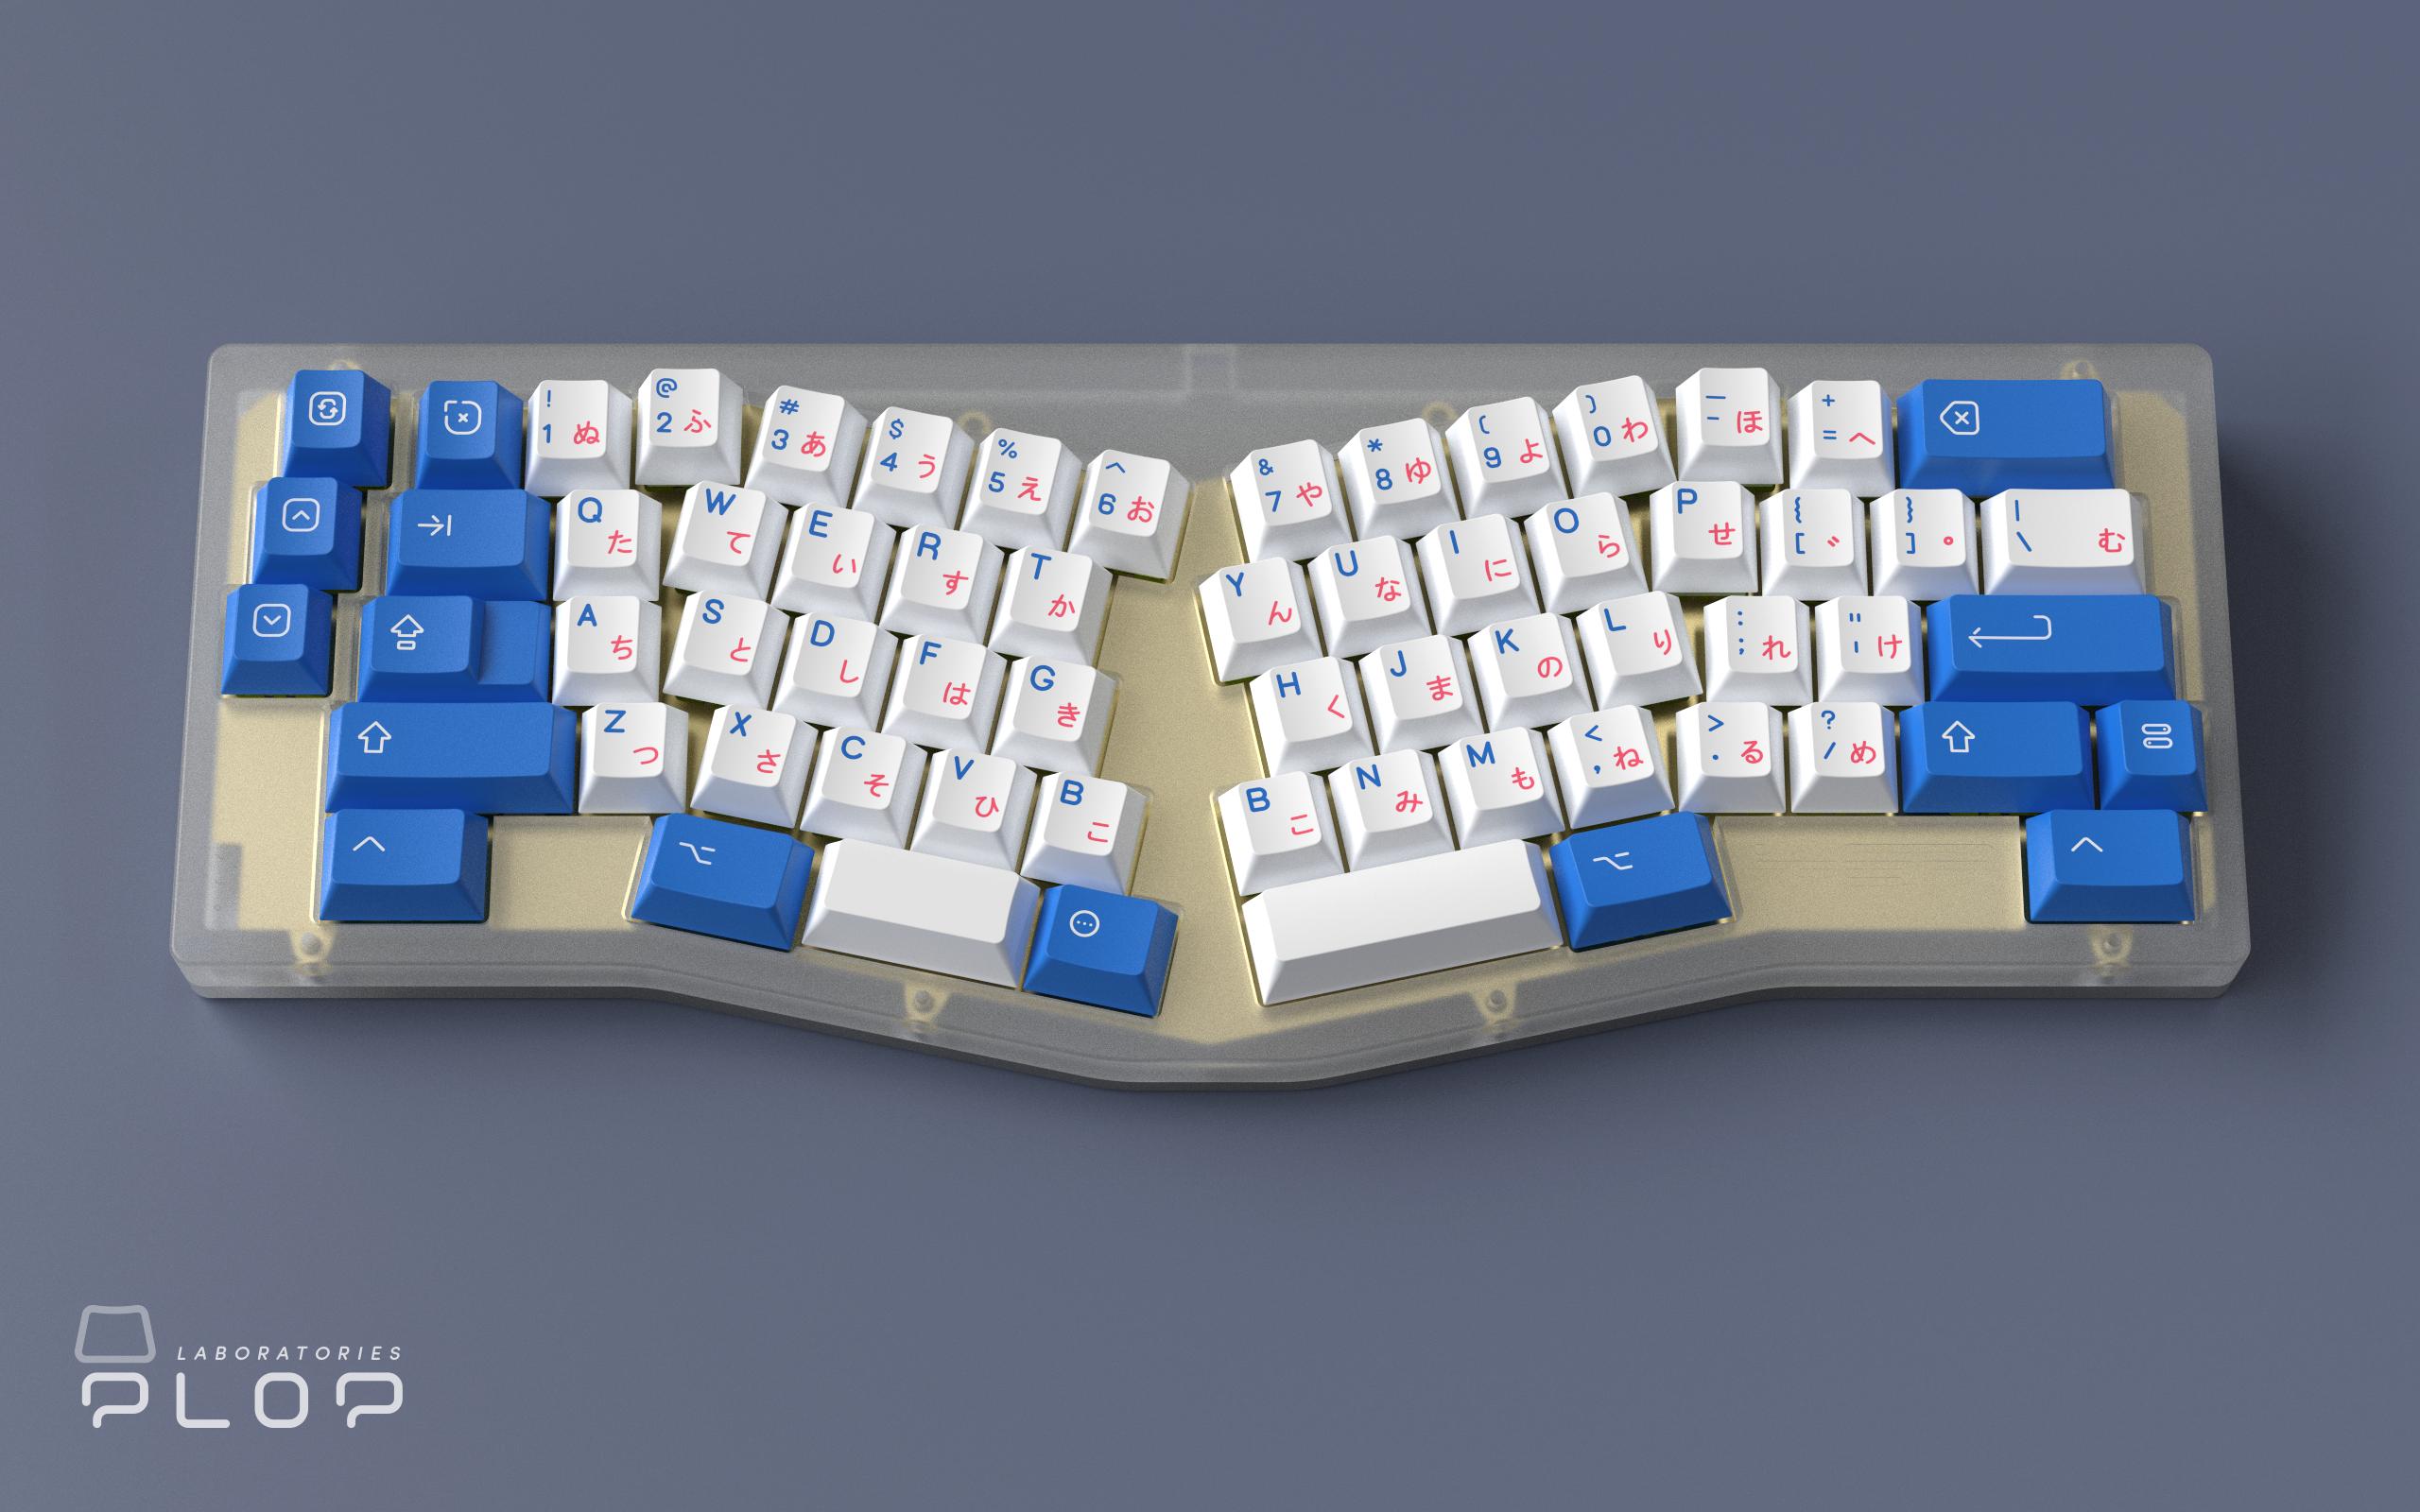 ! 1 ぬ @ 2 ふ # 3 あ $ 4 う % 5 え ^ 6 お & 7 や * 8 ゆ ( 9 よ ) 0 わ _ - ほ + = へ
Q た W て E い R す T か Y ん U な I に O ら P せ { [ ゛ } ] ゜ | \ む
A ち S と D し F は G き H く J ま K の L り : ; れ " ' け
Z つ X さ C そ V ひ B こ B こ N み M も < , ね > . る ? / め
LABORATORIES
PLOP